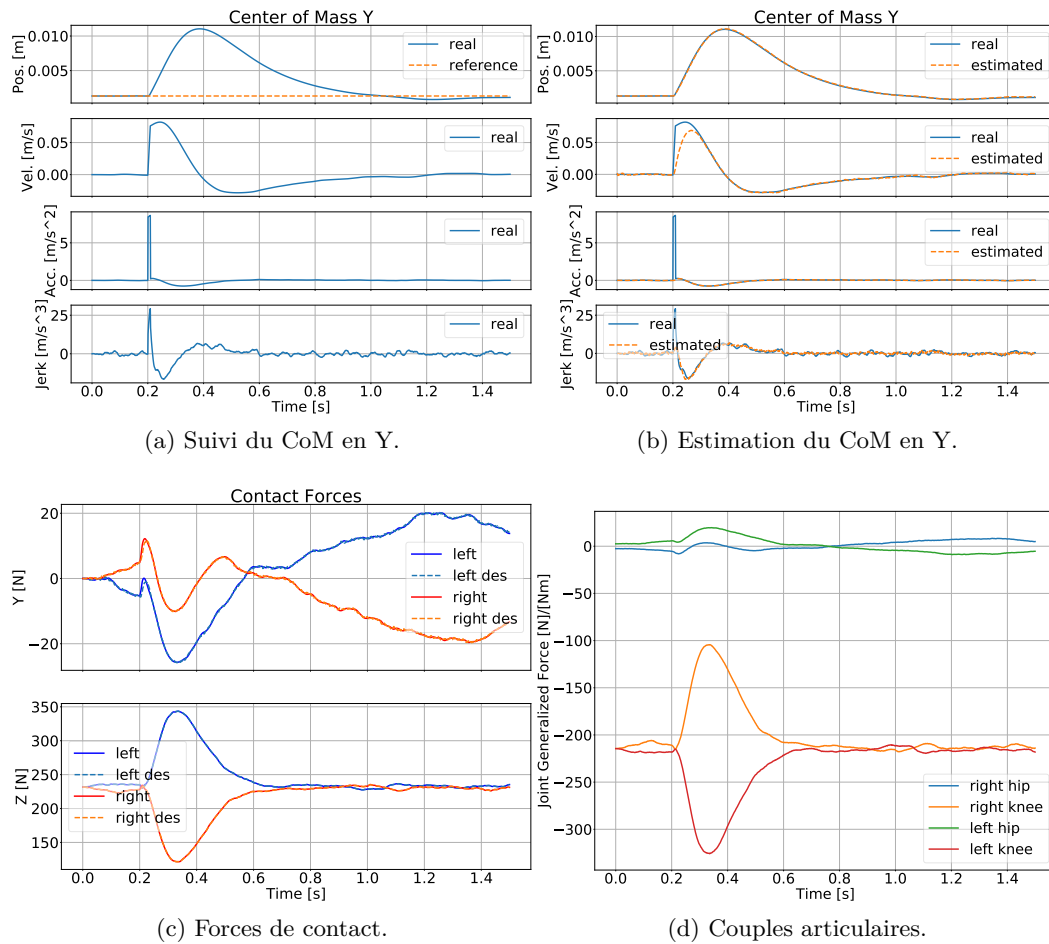 Center of Mass Y
Pos. [m]
0.010
0.005
real
reference
Vel. [m/s]
0.05
0.00
real
Acc. [m/s^2]
5
0
real
Jerk [m/s^3]
25
0
real
0.0 0.2 0.4 0.6 0.8 1.0 1.2 1.4
Time [s]
(a) Suivi du CoM en Y.
Center of Mass Y
Pos. [m]
0.010
0.005
real
estimated
Vel. [m/s]
0.05
0.00
real
estimated
Acc. [m/s^2]
5
0
real
estimated
Jerk [m/s^3]
25
0
real
estimated
0.0 0.2 0.4 0.6 0.8 1.0 1.2 1.4
Time [s]
(b) Estimation du CoM en Y.
Contact Forces
Y [N]
20
0
−20
left
left des
right
right des
Z [N]
350
300
250
200
150
left
left des
right
right des
0.0 0.2 0.4 0.6 0.8 1.0 1.2 1.4
Time [s]
(c) Forces de contact.
Joint Generalized Force [N]/[Nm]
0
−50
−100
−150
−200
−250
−300
right hip
right knee
left hip
left knee
0.0 0.2 0.4 0.6 0.8 1.0 1.2 1.4
Time [s]
(d) Couples articulaires.